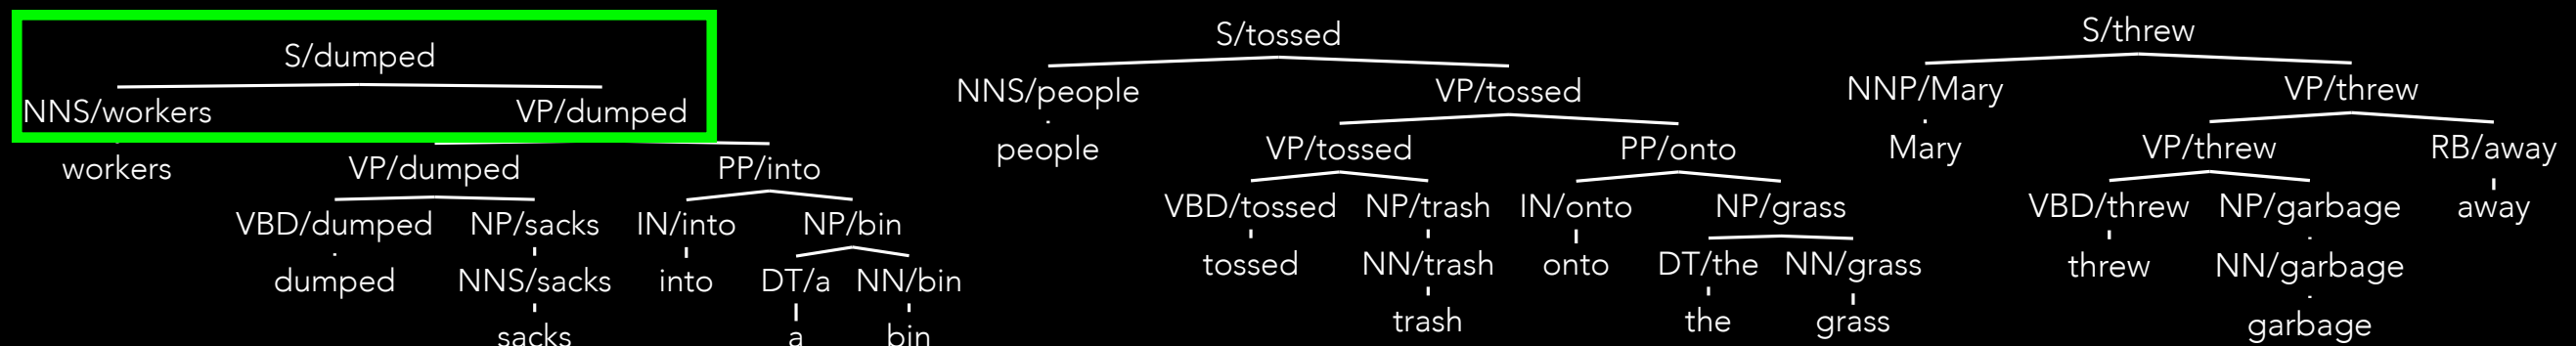 S/dumped
NNS/workers VP/dumped
workers VP/dumped PP/into
VBD/dumped NP/sacks IN/into NP/bin
dumped NNS/sacks into DT/a NN/bin
sacks a bin
S/tossed
NNS/people VP/tossed
people VP/tossed PP/onto
VBD/tossed NP/trash IN/onto NP/grass
tossed NN/trash onto DT/the NN/grass
trash the grass
S/threw
NNP/Mary VP/threw
Mary VP/threw RB/away
VBD/threw NP/garbage away
threw NN/garbage
garbage